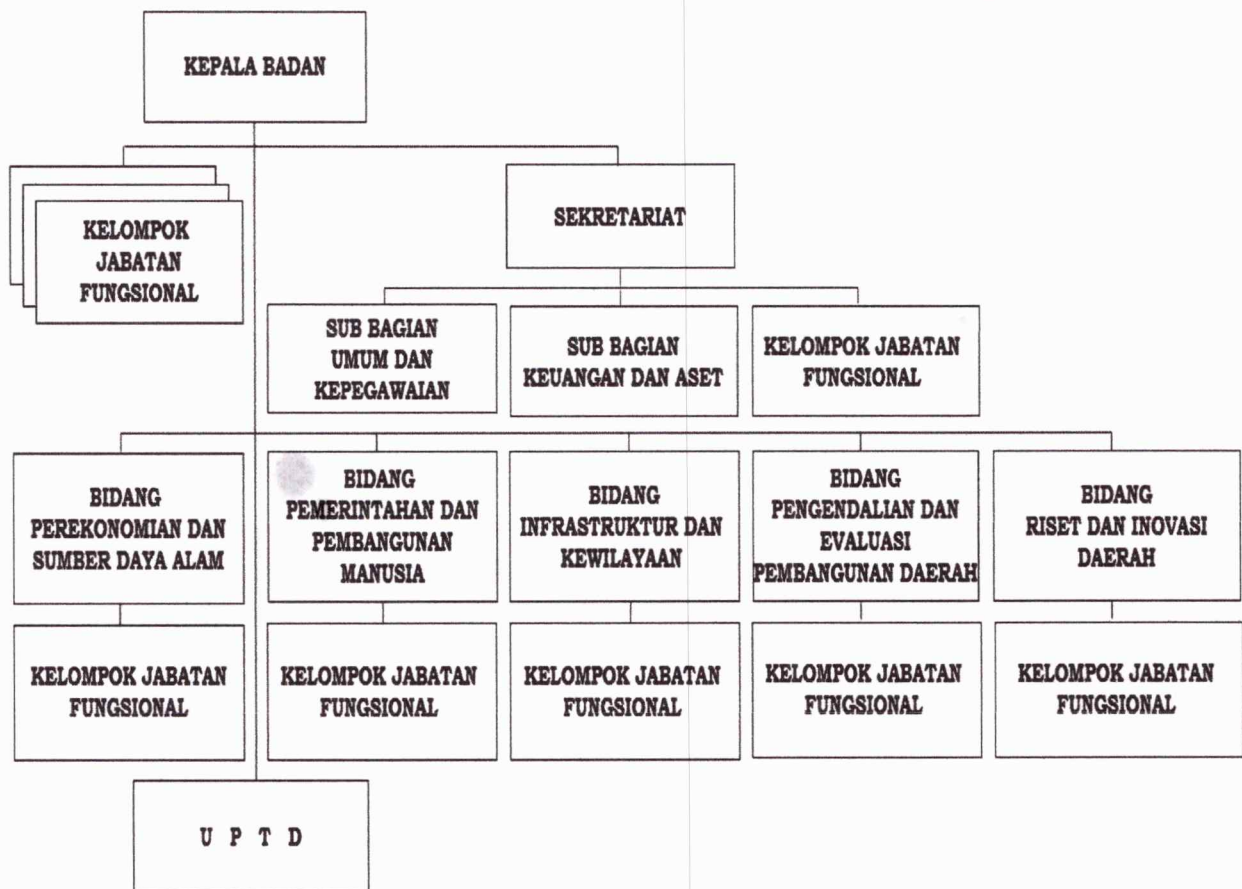 KEPALA BADAN
KELOMPOK
JABATAN
FUNGSIONAL
SEKRETARIAT
SUB BAGIAN
UMUM DAN
KEPEGAWAIAN
SUB BAGIAN
KEUANGAN DAN ASET
KELOMPOK JABATAN
FUNGSIONAL
BIDANG
PEREKONOMIAN DAN
SUMBER DAYA ALAM
BIDANG
PEMERINTAHAN DAN
PEMBANGUNAN
MANUSIA
BIDANG
INFRASTRUKTUR DAN
KEWILAYAAN
BIDANG
PENGENDALIAN DAN
EVALUASI
PEMBANGUNAN DAERAH
BIDANG
RISET DAN INOVASI
DAERAH
KELOMPOK JABATAN
FUNGSIONAL
KELOMPOK JABATAN
FUNGSIONAL
KELOMPOK JABATAN
FUNGSIONAL
KELOMPOK JABATAN
FUNGSIONAL
KELOMPOK JABATAN
FUNGSIONAL
U P T D